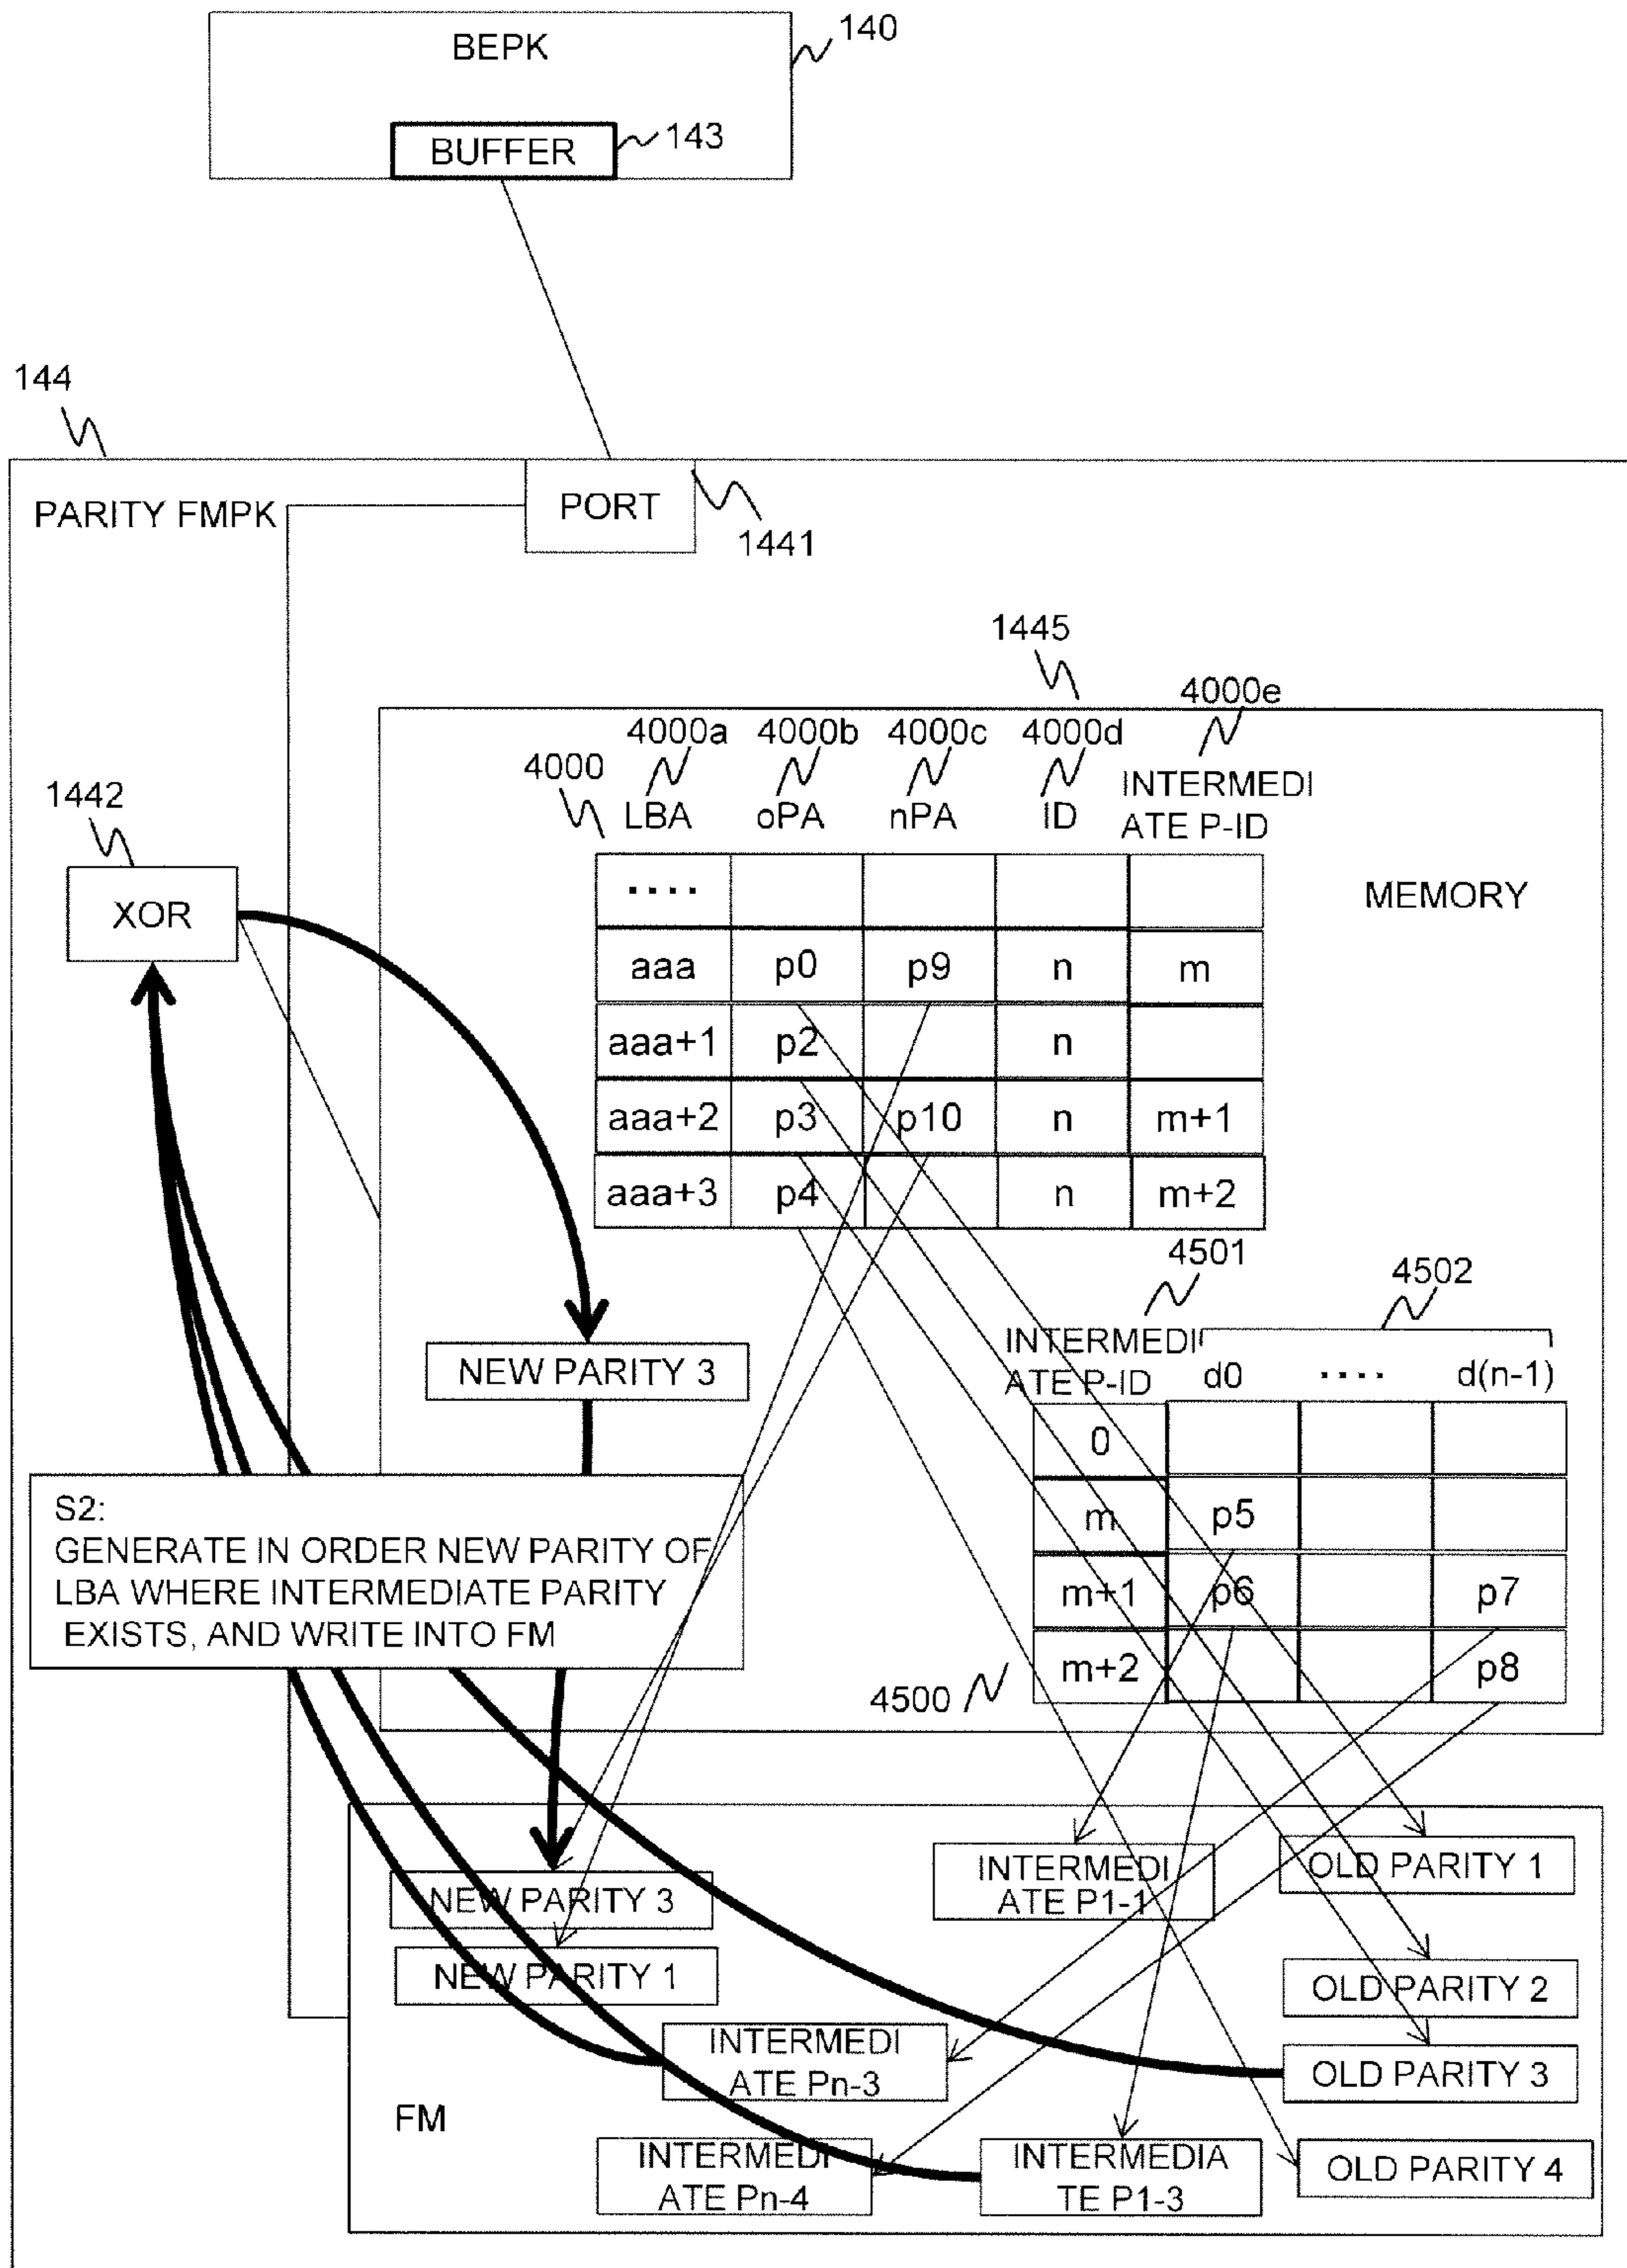 BEPK
140
BUFFER
143
144
PARITY FMPK
PORT
1441
1445
4000e
4000
4000a
4000b
4000c
4000d
LBA
oPA
nPA
ID
INTERMEDI
ATE P-ID
1442
XOR
MEMORY
....
aaa p0 p9 n m
aaa+1 p2 n
aaa+2 p3 p10 n m+1
aaa+3 p4 n m+2
4501
4502
INTERMEDI
ATE P-ID
d0 .... d(n-1)
0
m p5
m+1 p6 p7
m+2 p8
4500
NEW PARITY 3
S2:
GENERATE IN ORDER NEW PARITY OF
LBA WHERE INTERMEDIATE PARITY
EXISTS, AND WRITE INTO FM
NEW PARITY 3
NEW PARITY 1
INTERMEDI
ATE P1-1
OLD PARITY 1
OLD PARITY 2
INTERMEDI
ATE Pn-3
OLD PARITY 3
FM
INTERMEDI
ATE Pn-4
INTERMEDIA
TE P1-3
OLD PARITY 4